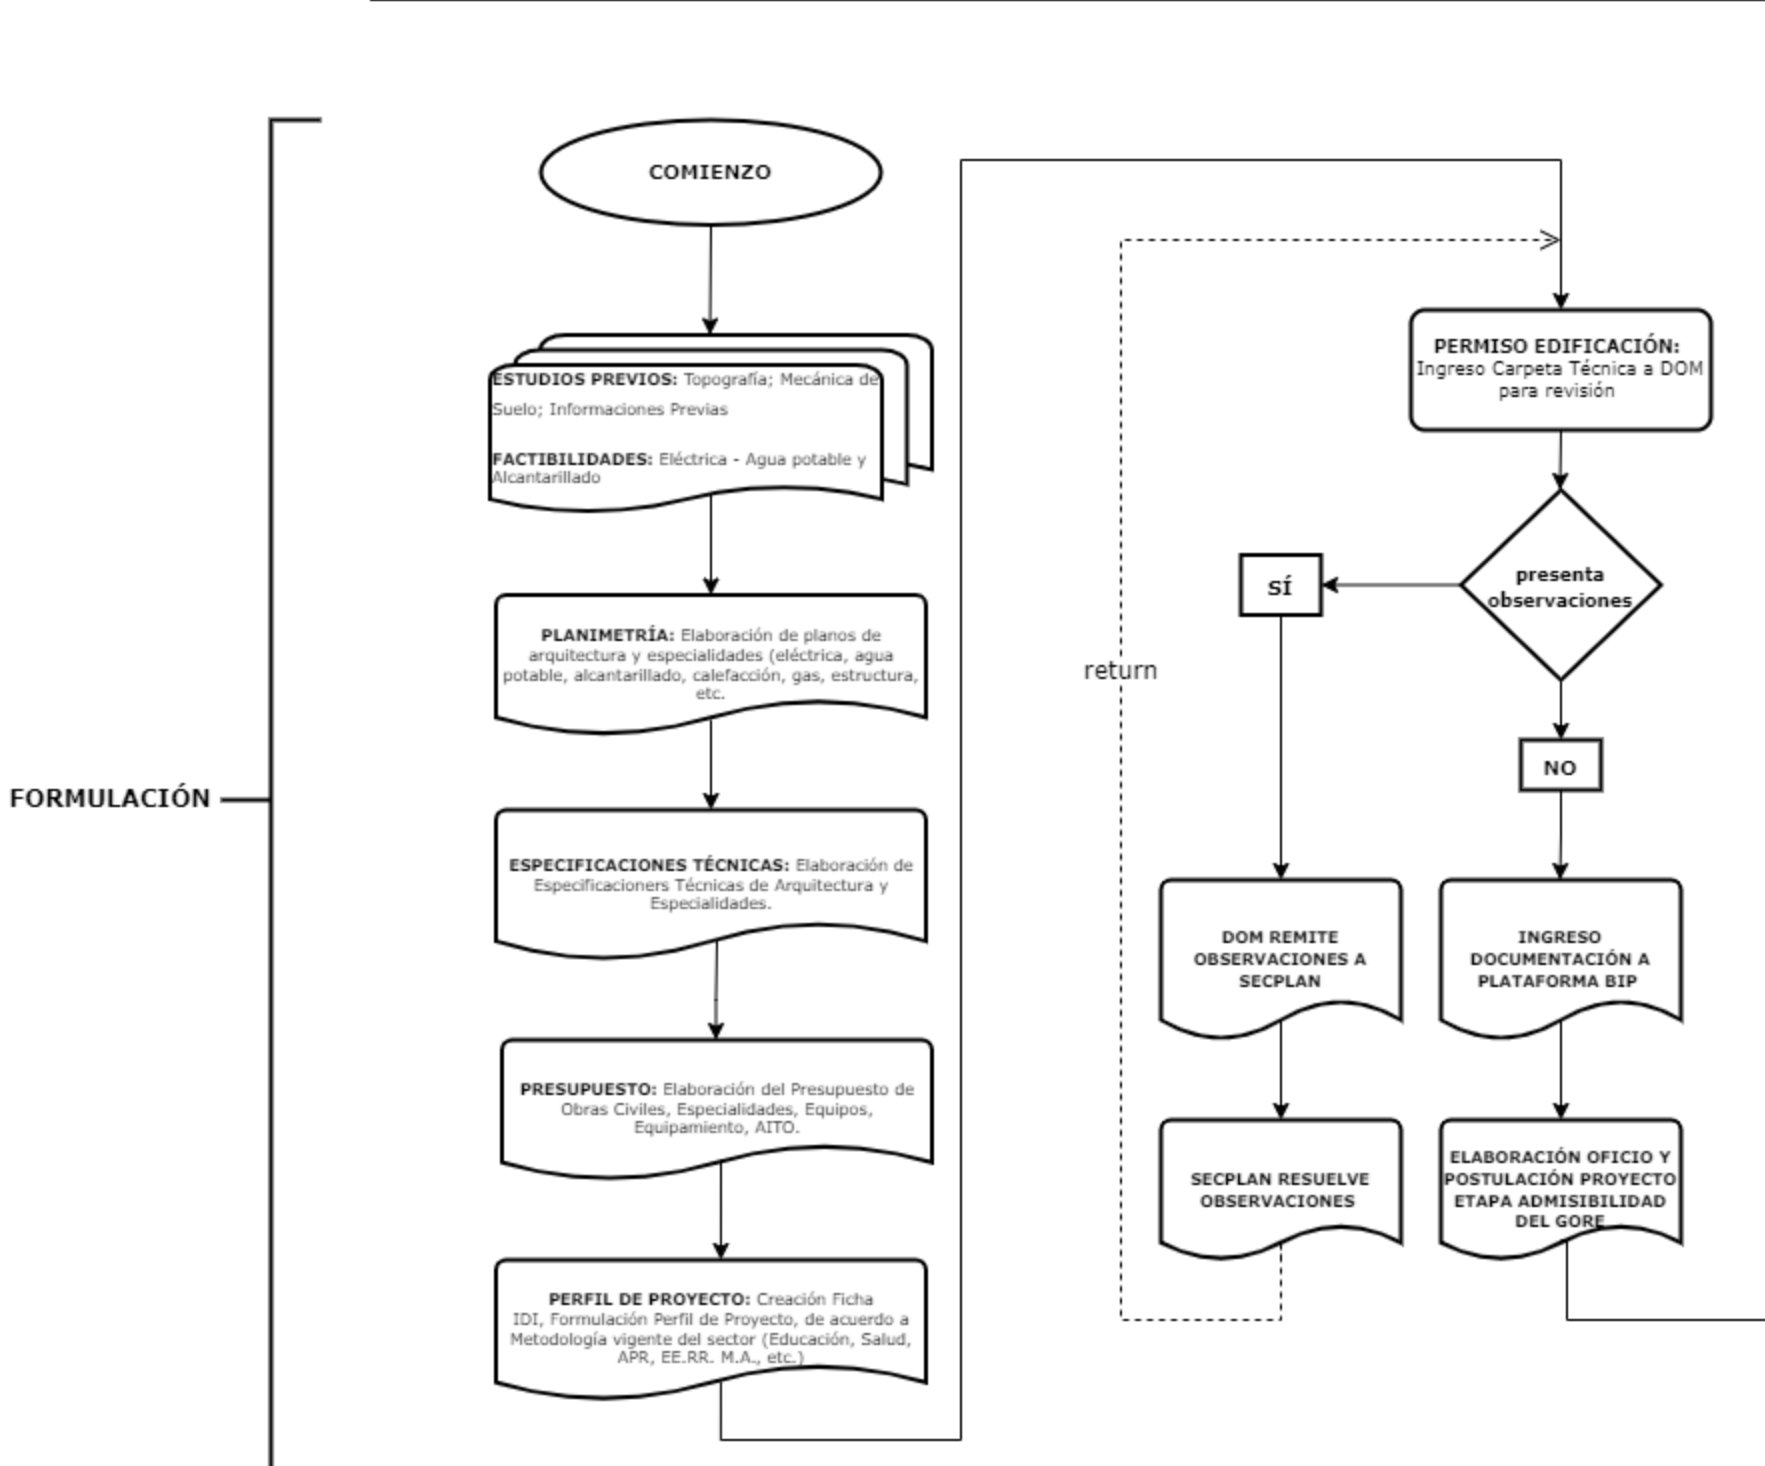 FORMULACIÓN
COMIENZO
ESTUDIOS PREVIOS: Topografía; Mecánica de
Suelo; Informaciones Previas
FACTIBILIDADES: Eléctrica - Agua potable y
Alcantarillado
PLANIMETRÍA: Elaboración de planos de
arquitectura y especialidades (eléctrica, agua
potable, alcantarillado, calefacción, gas, estructura,
etc.
ESPECIFICACIONES TÉCNICAS: Elaboración de
Especificacioners Técnicas de Arquitectura y
Especialidades.
PRESUPUESTO: Elaboración del Presupuesto de
Obras Civiles, Especialidades, Equipos,
Equipamiento, AITO.
PERFIL DE PROYECTO: Creación Ficha
IDI, Formulación Perfil de Proyecto, de acuerdo a
Metodología vigente del sector (Educación, Salud,
APR, EE.RR. M.A., etc.)
PERMISO EDIFICACIÓN:
Ingreso Carpeta Técnica a DOM
para revisión
presenta
observaciones
SÍ
return
NO
DOM REMITE
OBSERVACIONES A
SECPLAN
SECPLAN RESUELVE
OBSERVACIONES
INGRESO
DOCUMENTACIÓN A
PLATAFORMA BIP
ELABORACIÓN OFICIO Y
POSTULACIÓN PROYECTO
ETAPA ADMISIBILIDAD
DEL GORE